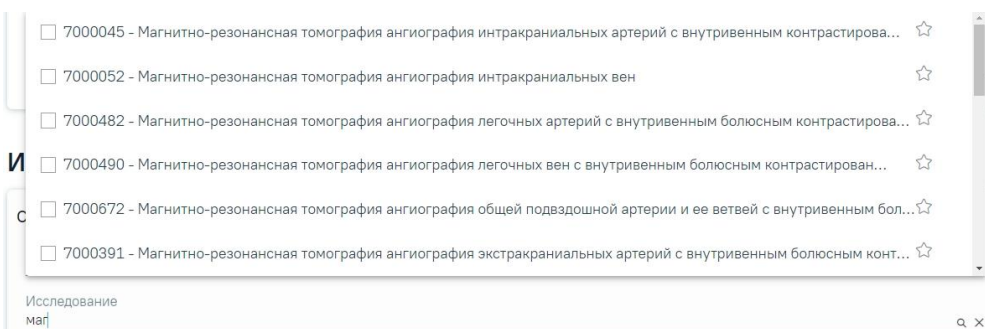 7000045 - Магнитно-резонансная томография ангиография интракраниальных артерий с внутривенным контрастирова...
7000052 - Магнитно-резонансная томография ангиография интракраниальных вен
7000482 - Магнитно-резонансная томография ангиография легочных артерий с внутривенным болюсным контрастирова...
7000490 - Магнитно-резонансная томография ангиография легочных вен с внутривенным болюсным контрастирован...
7000672 - Магнитно-резонансная томография ангиография общей подвздошной артерии и ее ветвей с внутривенным бол...
7000391 - Магнитно-резонансная томография ангиография экстракраниальных артерий с внутривенным болюсным конт...
Исследование
маг